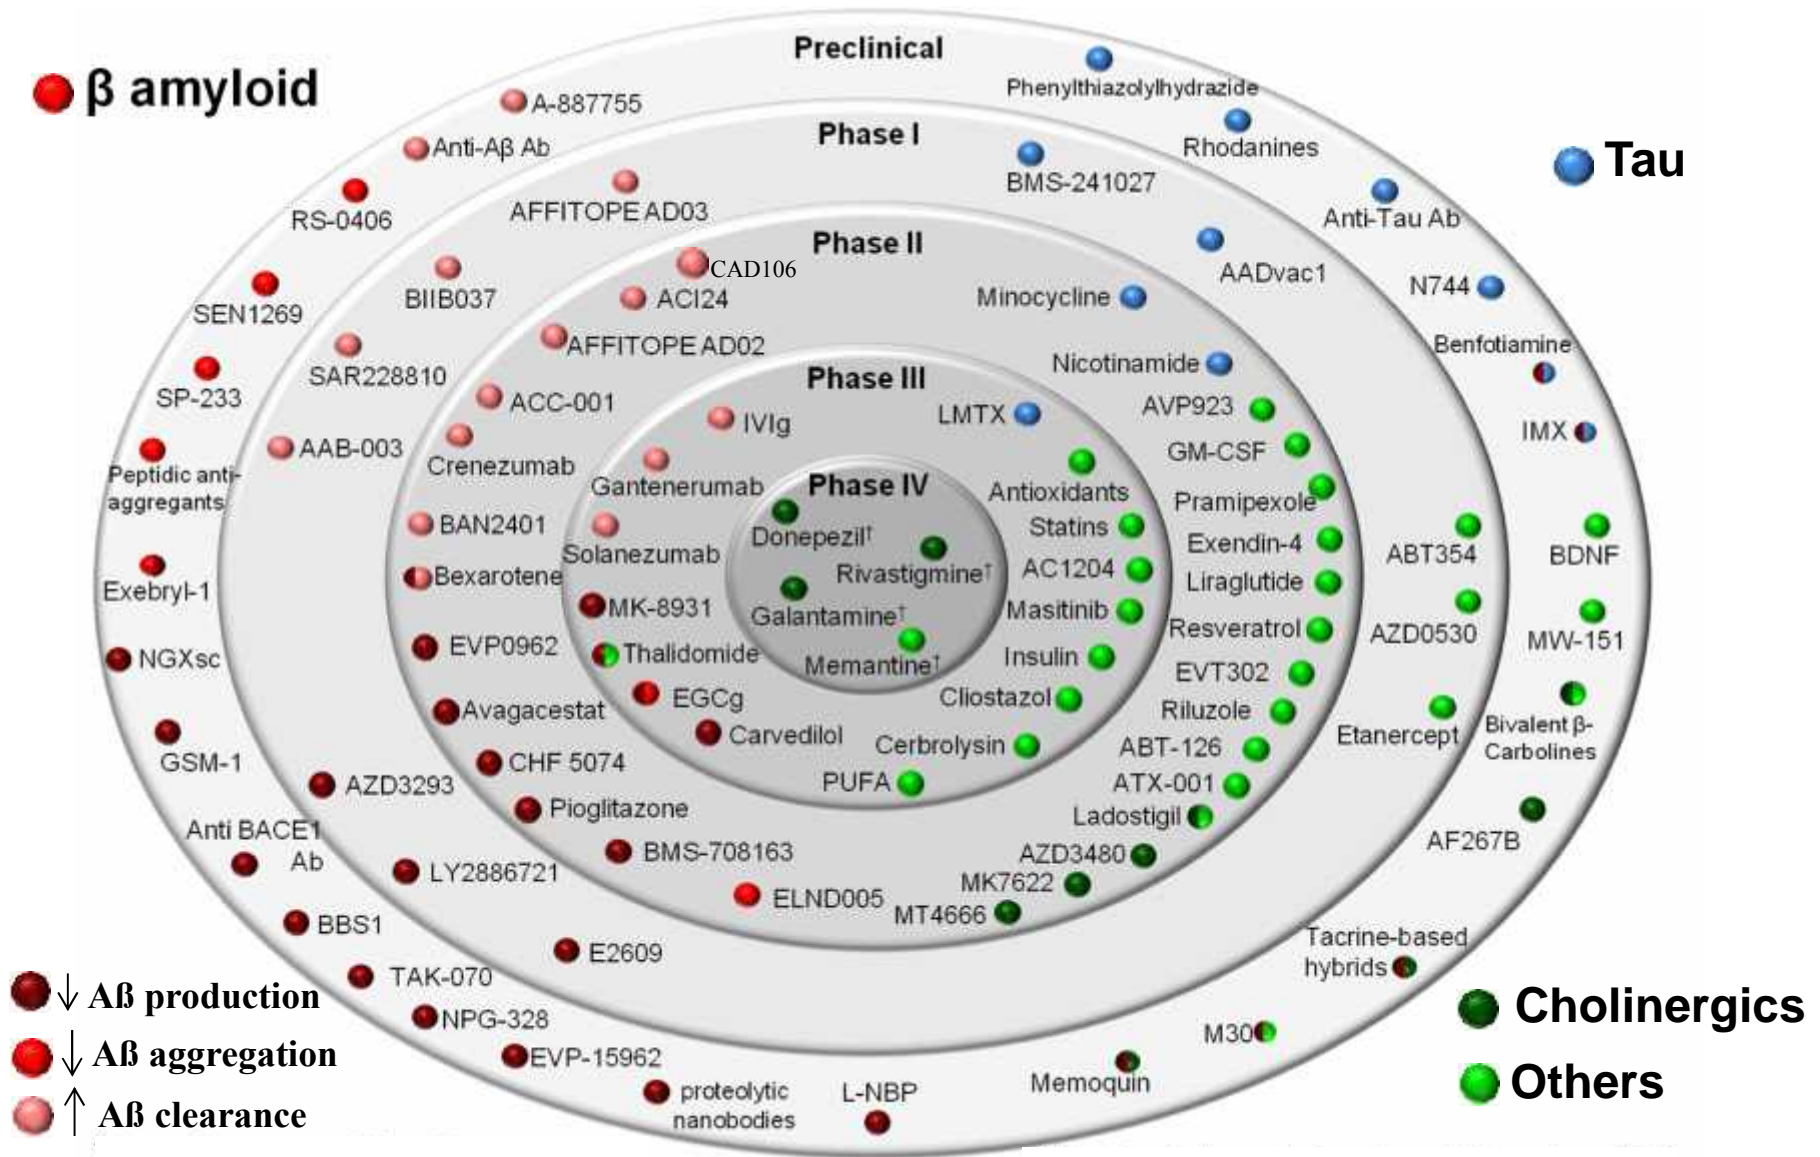 Preclinical
β amyloid
Phenylthiazolylhydrazide
A-887755
Rhodanines
Anti-Aβ Ab
Phase I
Tau
BMS-241027
RS-0406
AFFITOPE AD03
Anti-Tau Ab
Phase II
CAD106
AADvac1
SEN1269
BIIB037
ACI24
Minocycline
N744
AFFITOPE AD02
Benfotiamine
SAR228810
Nicotinamide
Phase III
SP-233
ACC-001
IVIg
LMTX
AVP923
IMX
AAB-003
Crenezumab
GM-CSF
Peptidic anti-
aggregants
Gantenerumab
Phase IV
Antioxidants
Pramipexole
BAN2401
Donepezil†
Statins
Exendin-4
ABT354
BDNF
Solanezumab
Rivastigmine†
AC1204
Liraglutide
Bexarotene
Exebryl-1
MK-8931
Galantamine†
Masitinib
Resveratrol
AZD0530
MW-151
NGXsc
EVP0962
Thalidomide
Memantine†
Insulin
EVT302
EGCg
Cliostazol
Riluzole
Etanercept
Bivalent β-
Carbolines
Avagacestat
Carvedilol
Cerbrolysin
ABT-126
GSM-1
CHF 5074
PUFA
ATX-001
AZD3293
Pioglitazone
Ladostigil
Anti BACE1
Ab
AF267B
BMS-708163
AZD3480
LY2886721
MK7622
ELND005
MT4666
BBS1
E2609
Tacrine-based
hybrids
TAK-070
↓ Aß production
Cholinergics
NPG-328
M30
↓ Aß aggregation
EVP-15962
Memoquin
Others
proteolytic
nanobodies
L-NBP
↑ Aß clearance